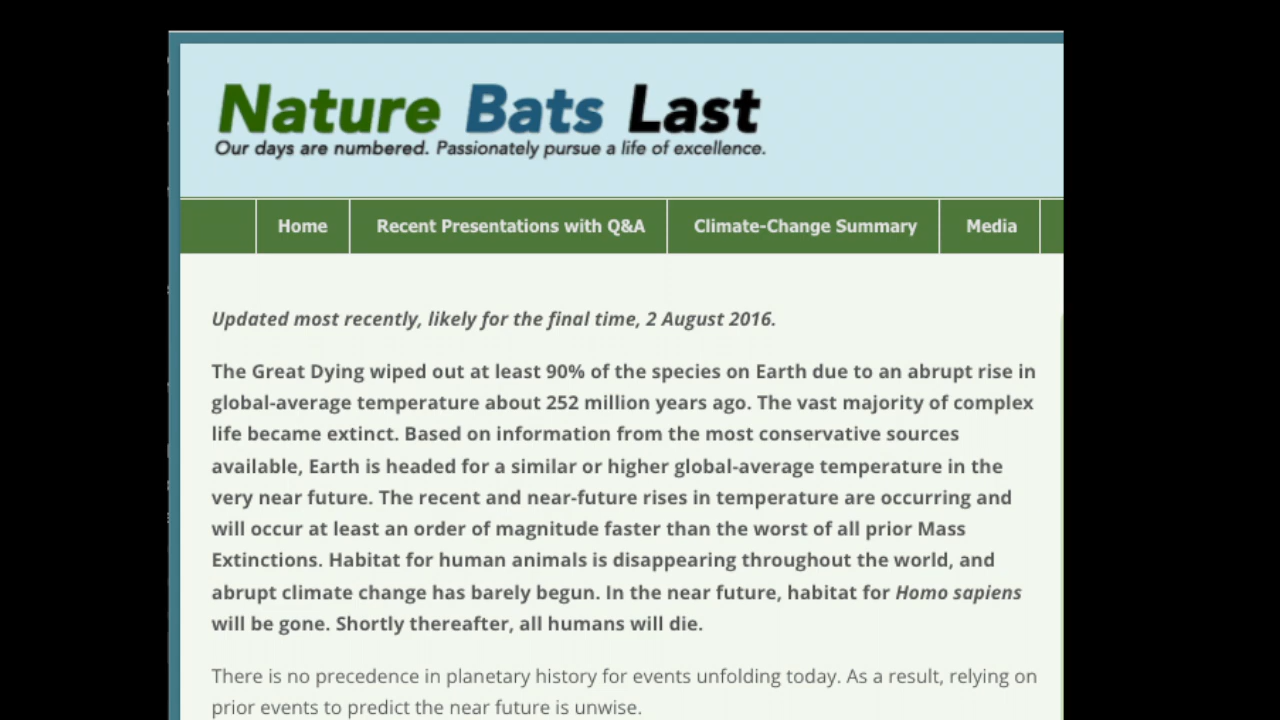 Nature Bats Last
Our days are numbered. Passionately pursue a life of excellence.
Home
Recent Presentations with Q&A
Climate-Change Summary
Media
Updated most recently, likely for the final time, 2 August 2016.
The Great Dying wiped out at least 90% of the species on Earth due to an abrupt rise in
global-average temperature about 252 million years ago. The vast majority of complex
life became extinct. Based on information from the most conservative sources
available, Earth is headed for a similar or higher global-average temperature in the
very near future. The recent and near-future rises in temperature are occurring and
will occur at least an order of magnitude faster than the worst of all prior Mass
Extinctions. Habitat for human animals is disappearing throughout the world, and
abrupt climate change has barely begun. In the near future, habitat for Homo sapiens
will be gone. Shortly thereafter, all humans will die.
There is no precedence in planetary history for events unfolding today. As a result, relying on
prior events to predict the near future is unwise.